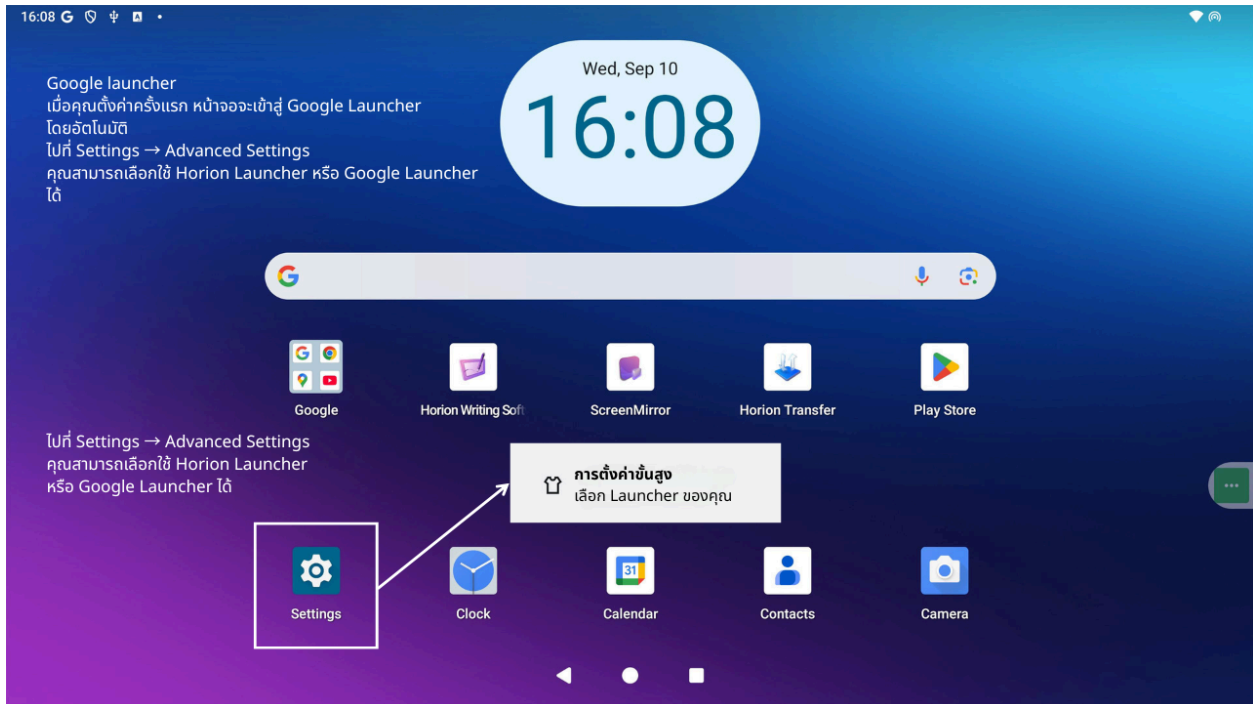 16:08
Wed, Sep 10
16:08
Google launcher
เมื่อคุณตั้งค่าครั้งแรก หน้าจอจะเข้าสู่ Google Launcher
โดยอัตโนมัติ
ไปที่ Settings → Advanced Settings
คุณสามารถเลือกใช้ Horion Launcher หรือ Google Launcher
ได้
Google
Horion Writing Soft
ScreenMirror
Horion Transfer
Play Store
ไปที่ Settings → Advanced Settings
คุณสามารถเลือกใช้ Horion Launcher
หรือ Google Launcher ได้
การตั้งค่าขั้นสูง
เลือก Launcher ของคุณ
31
Settings
Clock
Calendar
Contacts
Camera